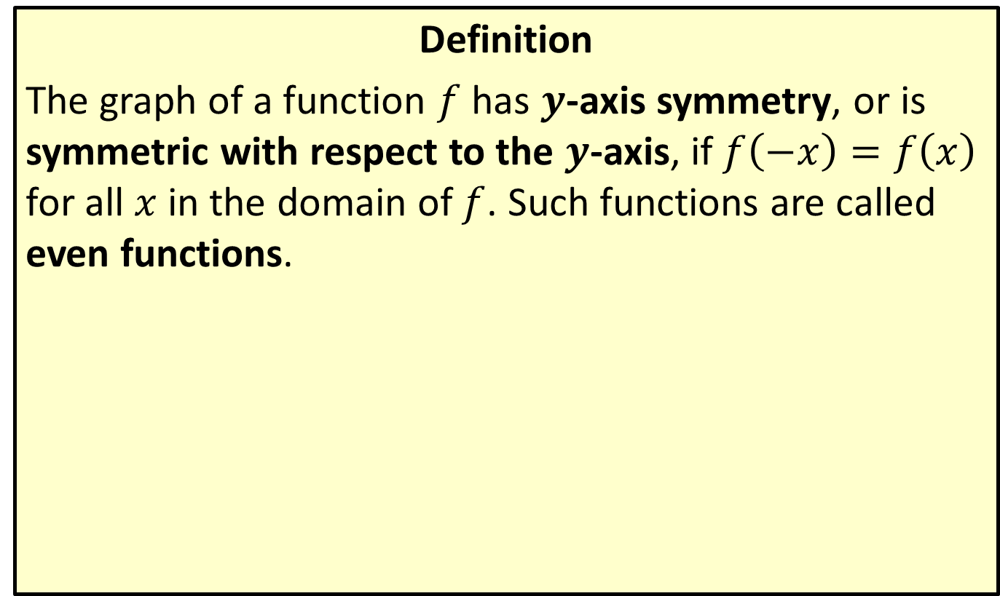 Definition
The graph of a function 𝑓 has 𝒚-axis symmetry, or is
symmetric with respect to the 𝒚-axis, if 𝑓(−𝑥) = 𝑓(𝑥)
for all 𝑥 in the domain of 𝑓. Such functions are called
even functions.